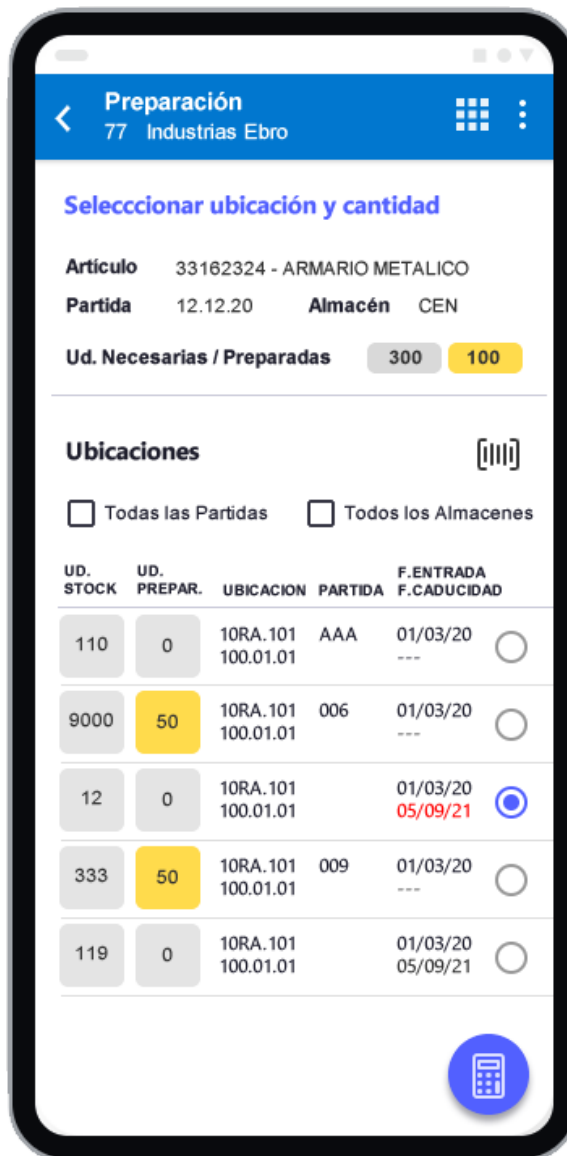 Preparación
77 Industrias Ebro
Selecccionar ubicación y cantidad
Artículo 33162324 - ARMARIO METALICO
Partida 12.12.20 Almacén CEN
Ud. Necesarias / Preparadas 300 100
Ubicaciones
Todas las Partidas Todos los Almacenes
UD. UD. F.ENTRADA
STOCK PREPAR. UBICACION PARTIDA F.CADUCIDAD
110 0 10RA.101 AAA 01/03/20
100.01.01 ---
9000 50 10RA.101 006 01/03/20
100.01.01 ---
12 0 10RA.101 01/03/20
100.01.01 05/09/21
333 50 10RA.101 009 01/03/20
100.01.01 ---
119 0 10RA.101 01/03/20
100.01.01 05/09/21